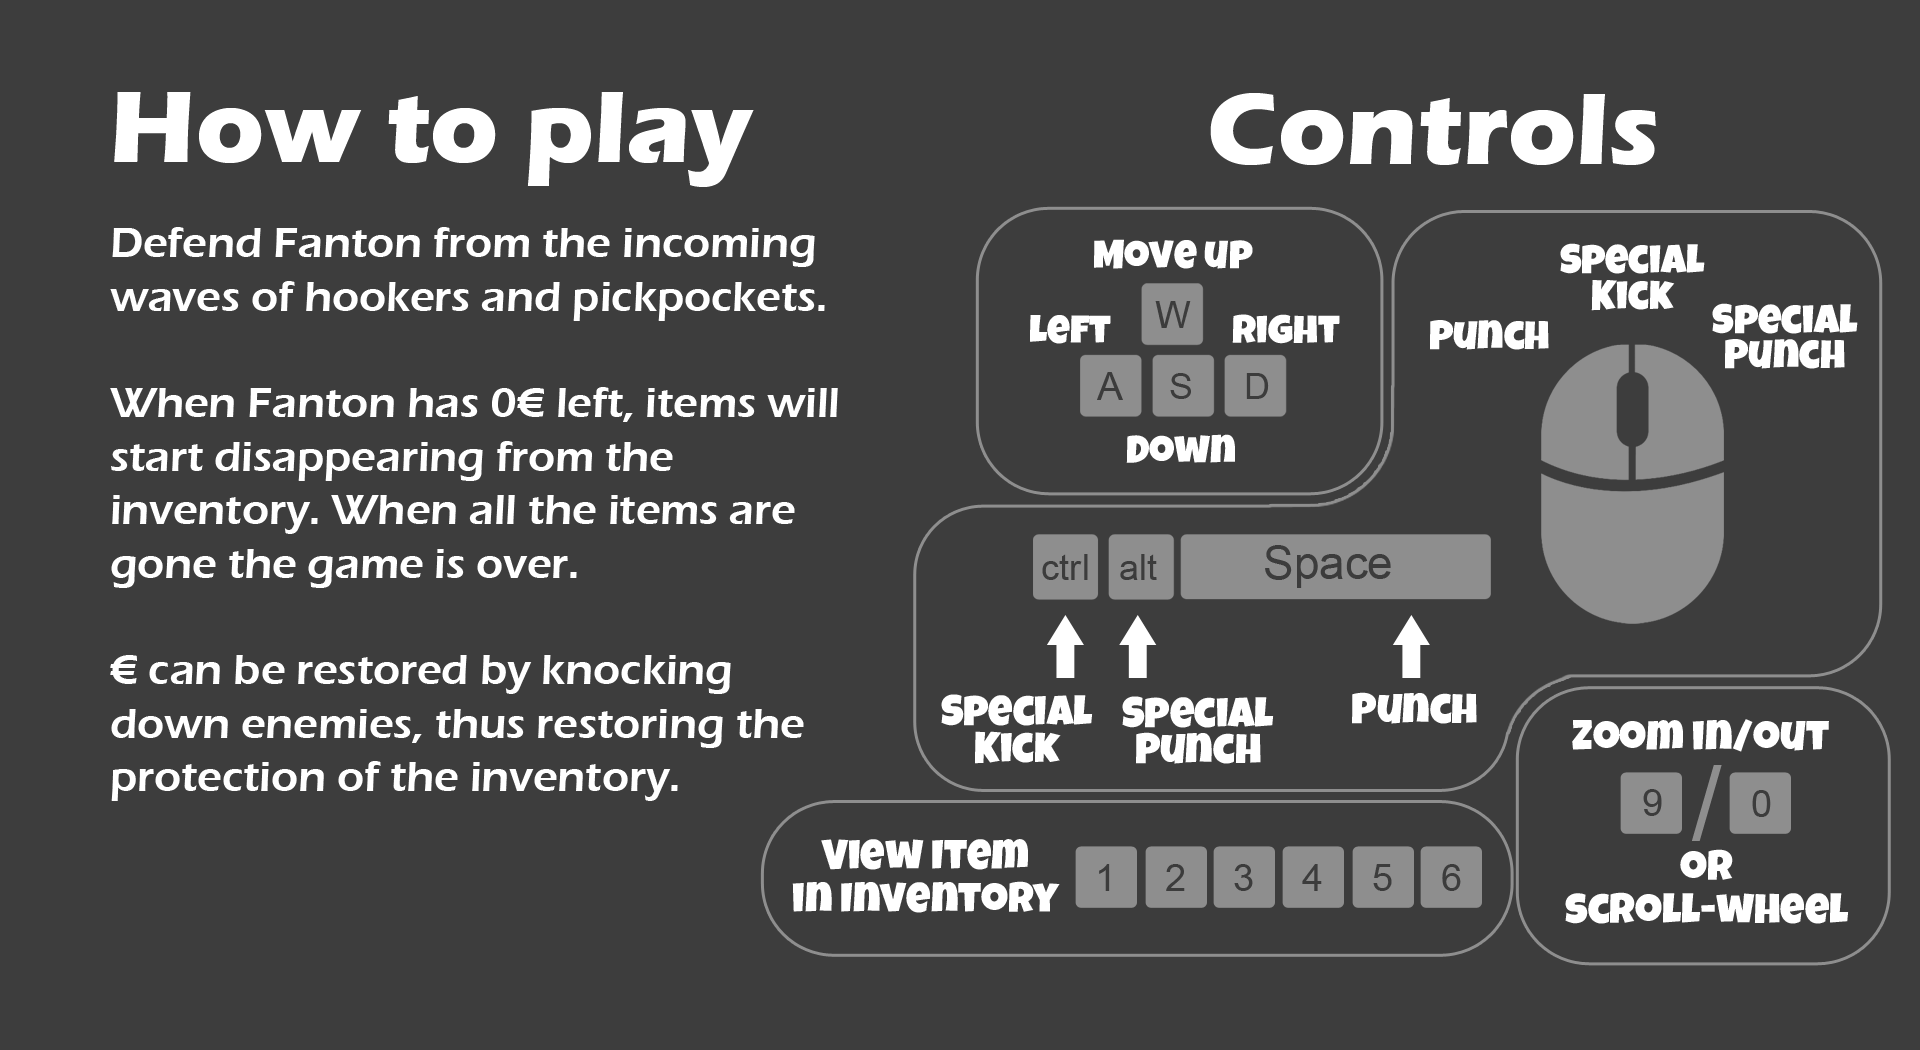 How to play
Defend Fanton from the incoming
waves of hookers and pickpockets.
When Fanton has 0€ left, items will
start disappearing from the
inventory. When all the items are
gone the game is over.
€ can be restored by knocking
down enemies, thus restoring the
protection of the inventory.
Controls
MOVE UP
LEFT W RIGHT
A S D
DOWN
SPECIAL
KICK
PUNCH
SPECIAL
PUNCH
ctrl alt Space
SPECIAL
KICK
SPECIAL
PUNCH
PUNCH
VIEW ITEM
IN INVENTORY
1 2 3 4 5 6
ZOOM IN/OUT
9 / 0
OR
SCROLL-WHEEL